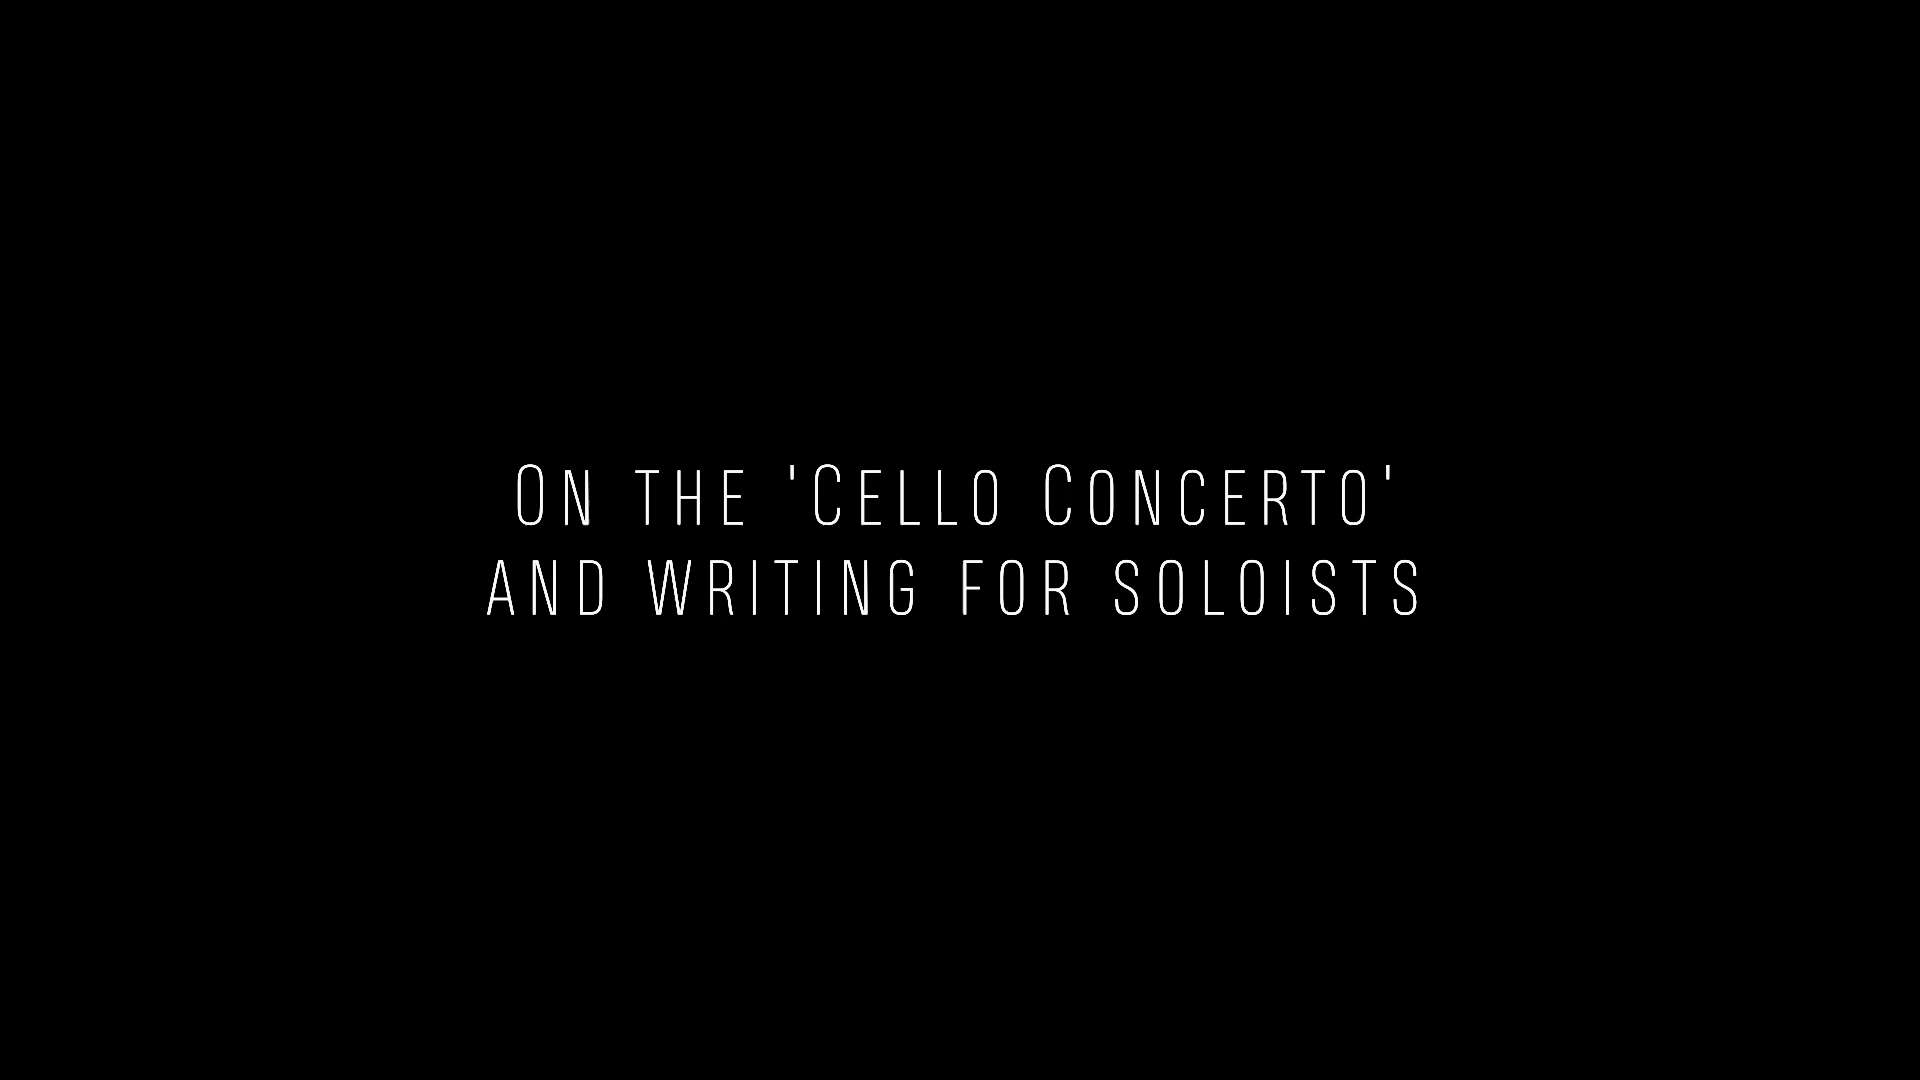 On the 'Cello Concerto'
and writing for soloists